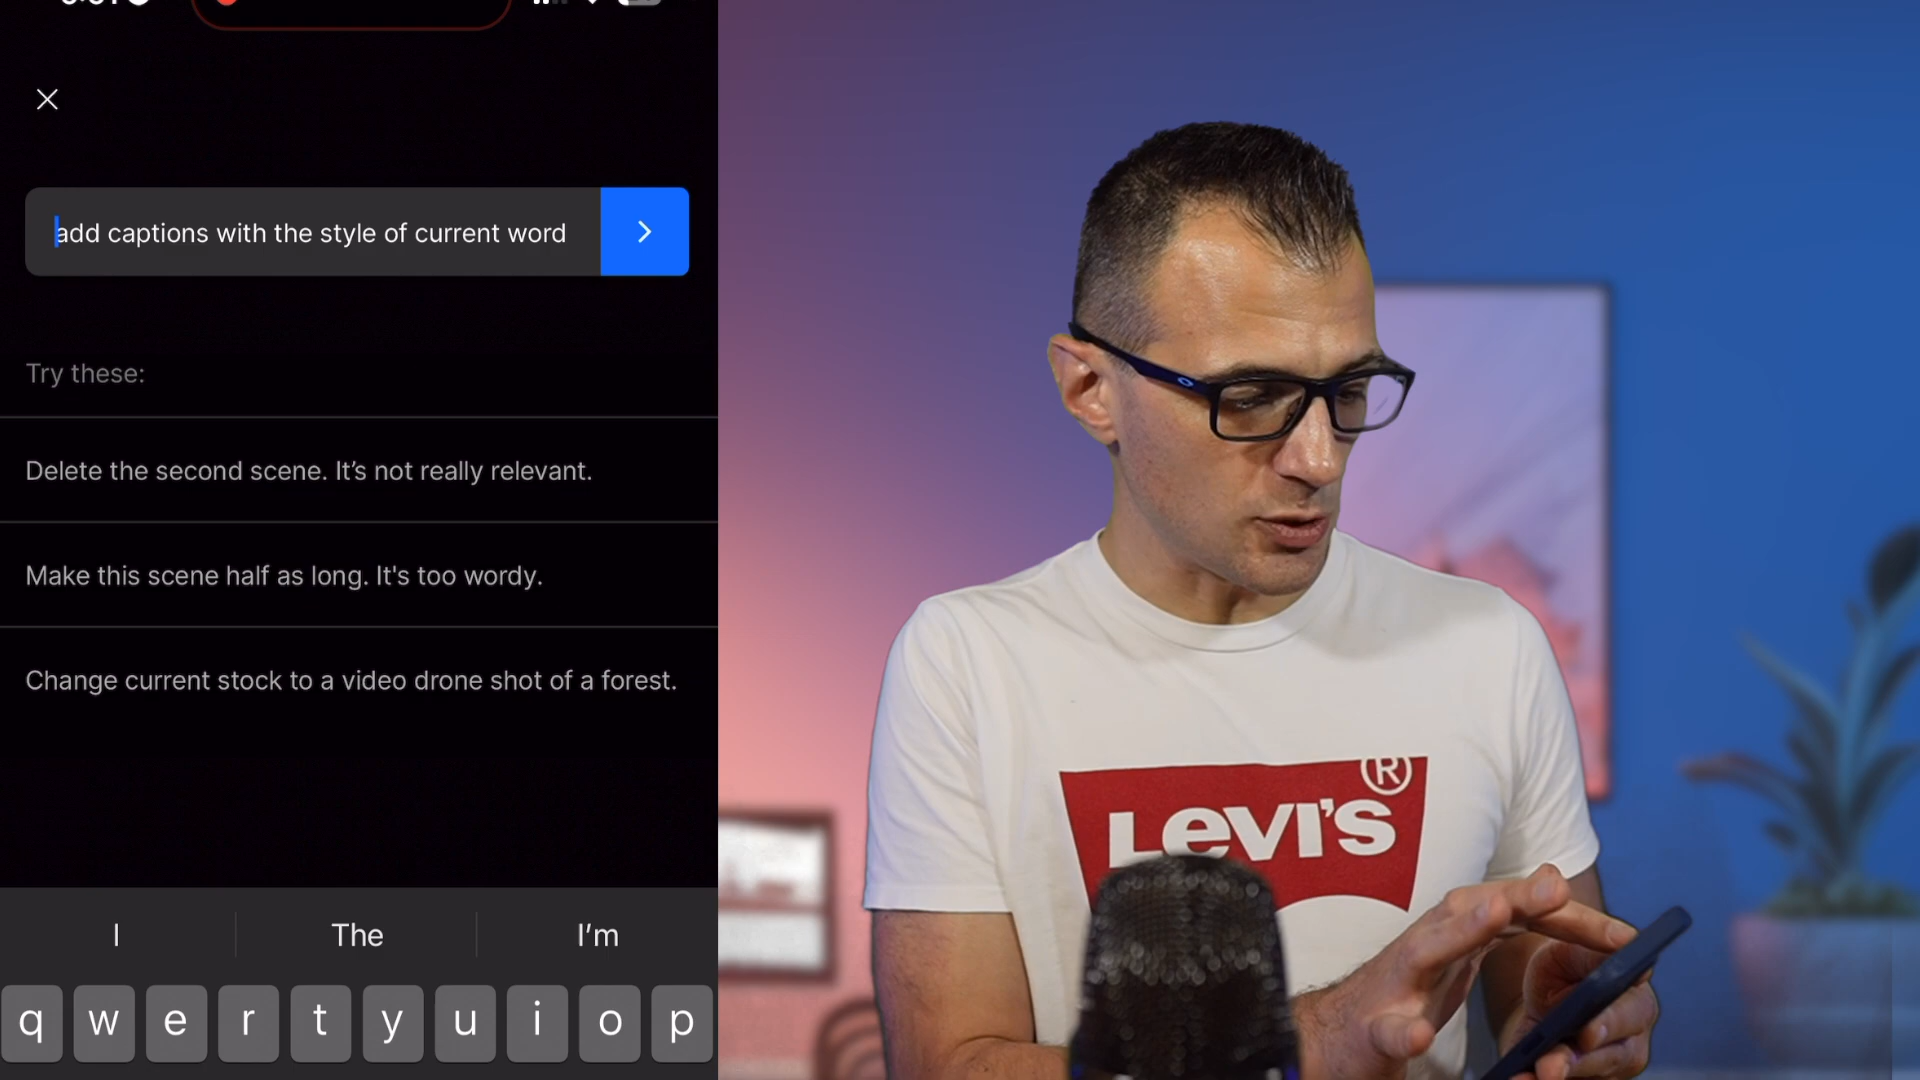 add captions with the style of current word
Try these:
Delete the second scene. It’s not really relevant.
Make this scene half as long. It's too wordy.
Change current stock to a video drone shot of a forest.
I The I’m
q w e r t y u i o p
LEVI'S ®